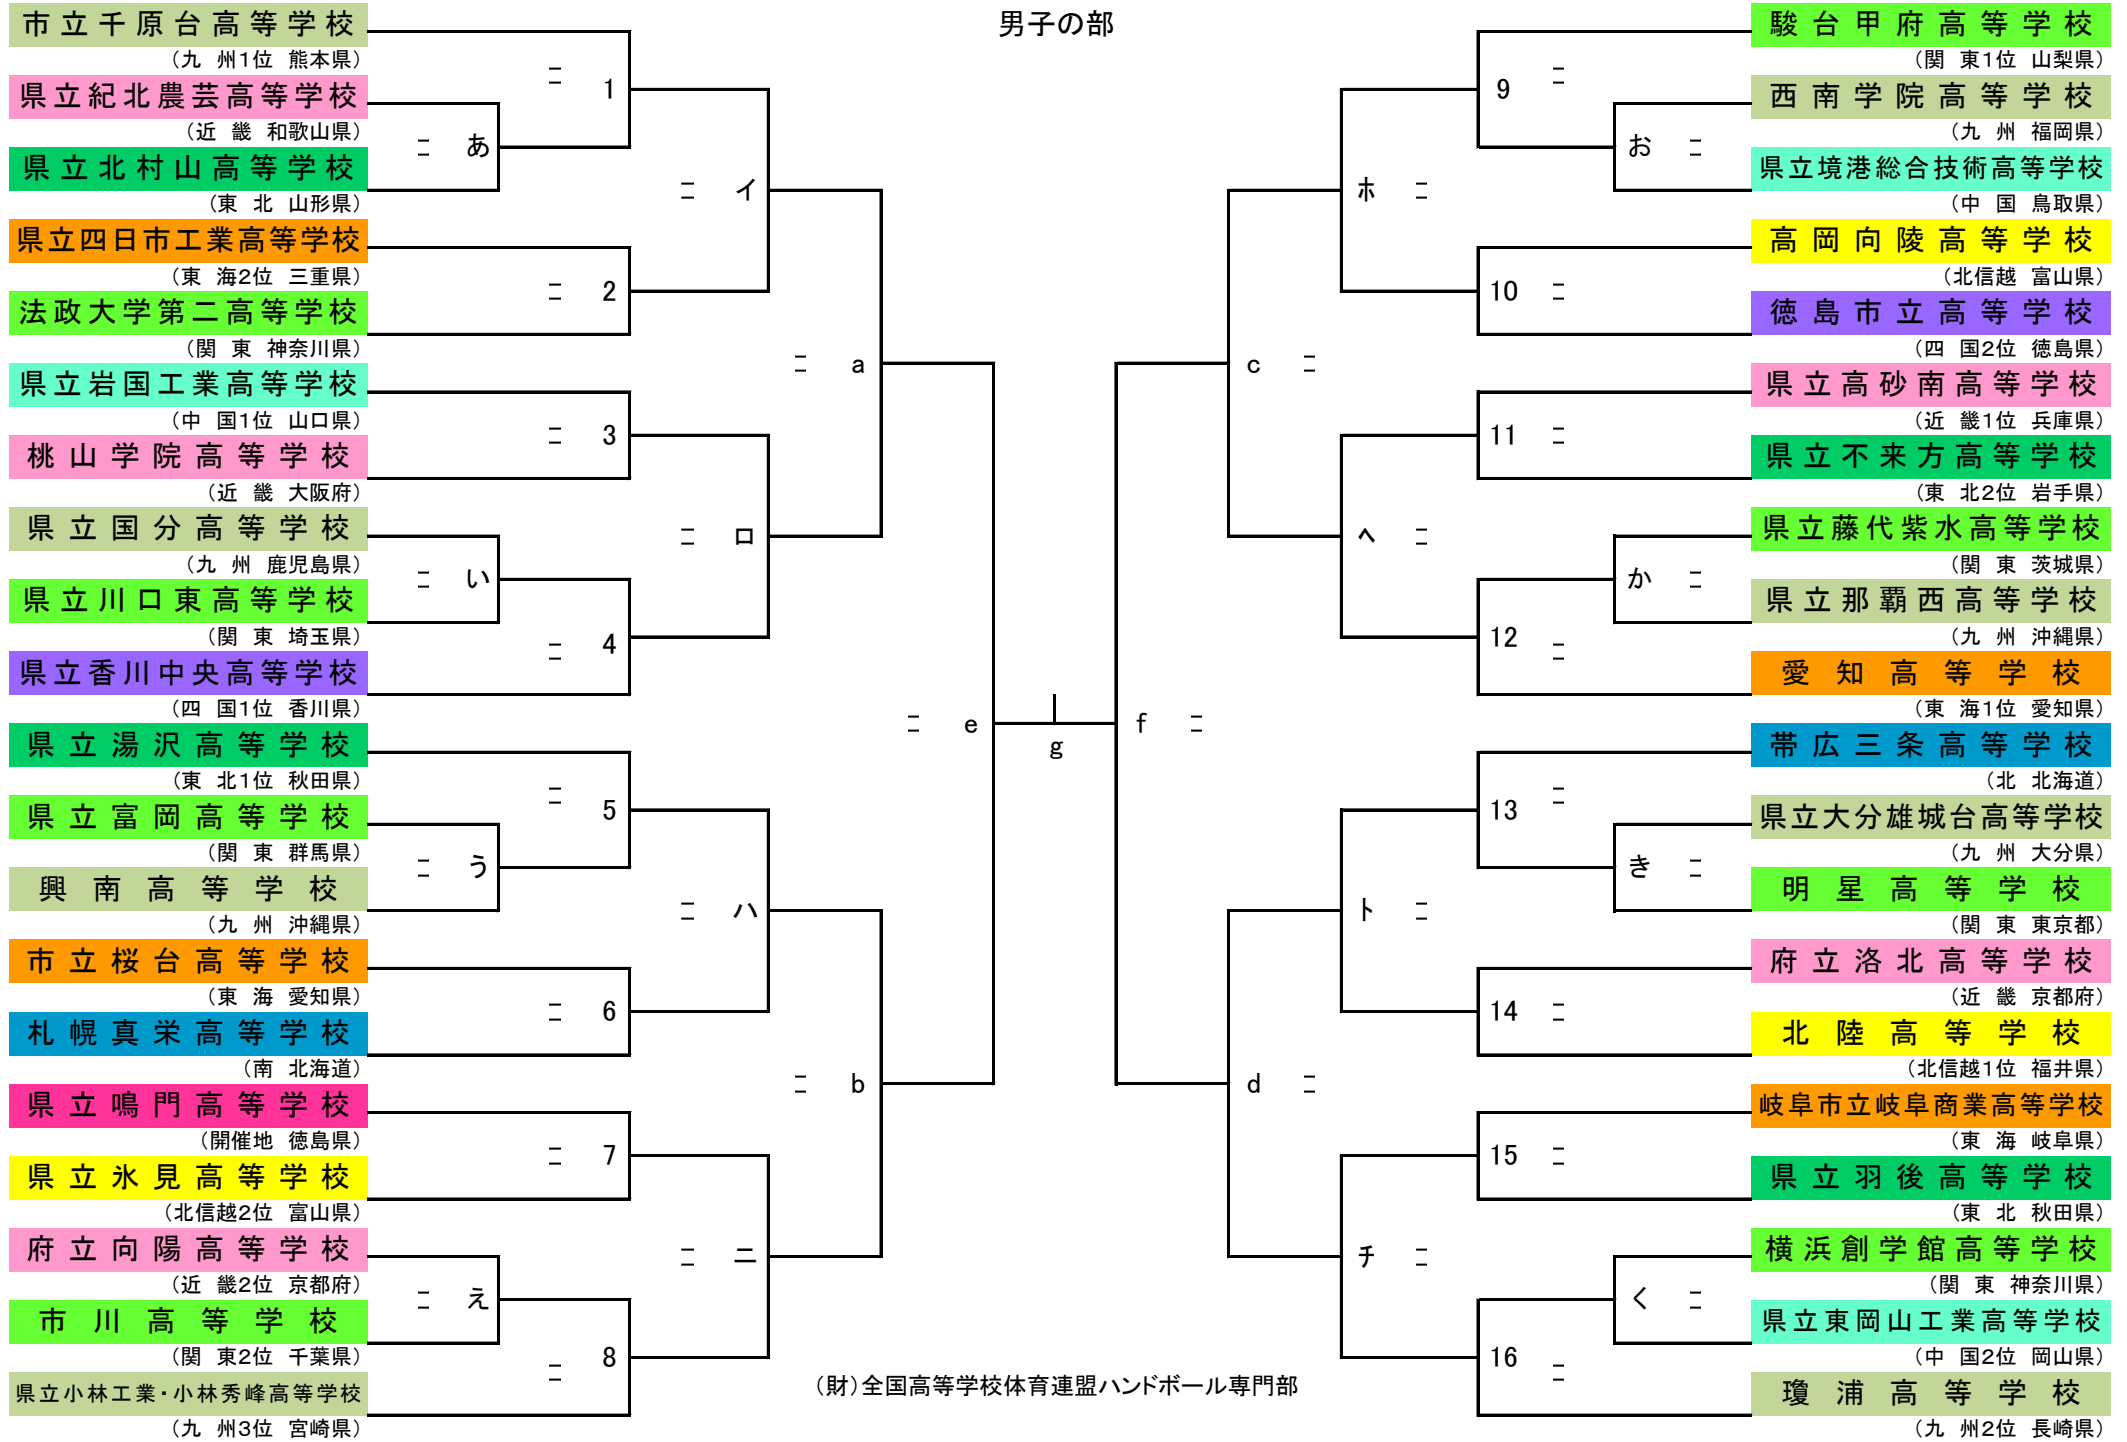 男子の部
市立千原台高等学校
（九 州1位 熊本県）
1
県立紀北農芸高等学校
（近 畿 和歌山県）
あ
県立北村山高等学校
（東 北 山形県）
イ
県立四日市工業高等学校
（東 海2位 三重県）
2
法政大学第二高等学校
（関 東 神奈川県）
a
県立岩国工業高等学校
（中 国1位 山口県）
3
桃山学院高等学校
（近 畿 大阪府）
ロ
県立国分高等学校
（九 州 鹿児島県）
い
県立川口東高等学校
（関 東 埼玉県）
4
県立香川中央高等学校
（四 国1位 香川県）
e
県立湯沢高等学校
（東 北1位 秋田県）
5
県立富岡高等学校
（関 東 群馬県）
う
興南高等学校
（九 州 沖縄県）
ハ
市立桜台高等学校
（東 海 愛知県）
6
札幌真栄高等学校
（南 北海道）
b
県立鳴門高等学校
（開催地 徳島県）
7
県立氷見高等学校
（北信越2位 富山県）
ニ
府立向陽高等学校
（近 畿2位 京都府）
え
市川高等学校
（関 東2位 千葉県）
8
県立小林工業・小林秀峰高等学校
（九 州3位 宮崎県）
g
駿台甲府高等学校
（関 東1位 山梨県）
9
西南学院高等学校
（九 州 福岡県）
お
県立境港総合技術高等学校
（中 国 鳥取県）
ホ
高岡向陵高等学校
（北信越 富山県）
10
徳島市立高等学校
（四 国2位 徳島県）
c
県立高砂南高等学校
（近 畿1位 兵庫県）
11
県立不来方高等学校
（東 北2位 岩手県）
ヘ
県立藤代紫水高等学校
（関 東 茨城県）
か
県立那覇西高等学校
（九 州 沖縄県）
12
愛知高等学校
（東 海1位 愛知県）
f
帯広三条高等学校
（北 北海道）
13
県立大分雄城台高等学校
（九 州 大分県）
き
明星高等学校
（関 東 東京都）
ト
府立洛北高等学校
（近 畿 京都府）
14
北陸高等学校
（北信越1位 福井県）
d
岐阜市立岐阜商業高等学校
（東 海 岐阜県）
15
県立羽後高等学校
（東 北 秋田県）
チ
横浜創学館高等学校
（関 東 神奈川県）
く
県立東岡山工業高等学校
（中 国2位 岡山県）
16
瓊浦高等学校
（九 州2位 長崎県）
（財）全国高等学校体育連盟ハンドボール専門部